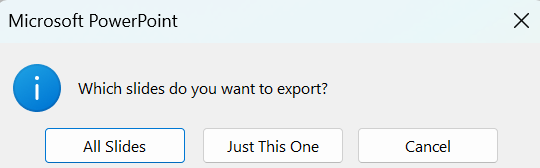 Microsoft PowerPoint
Which slides do you want to export?
All Slides
Just This One
Cancel